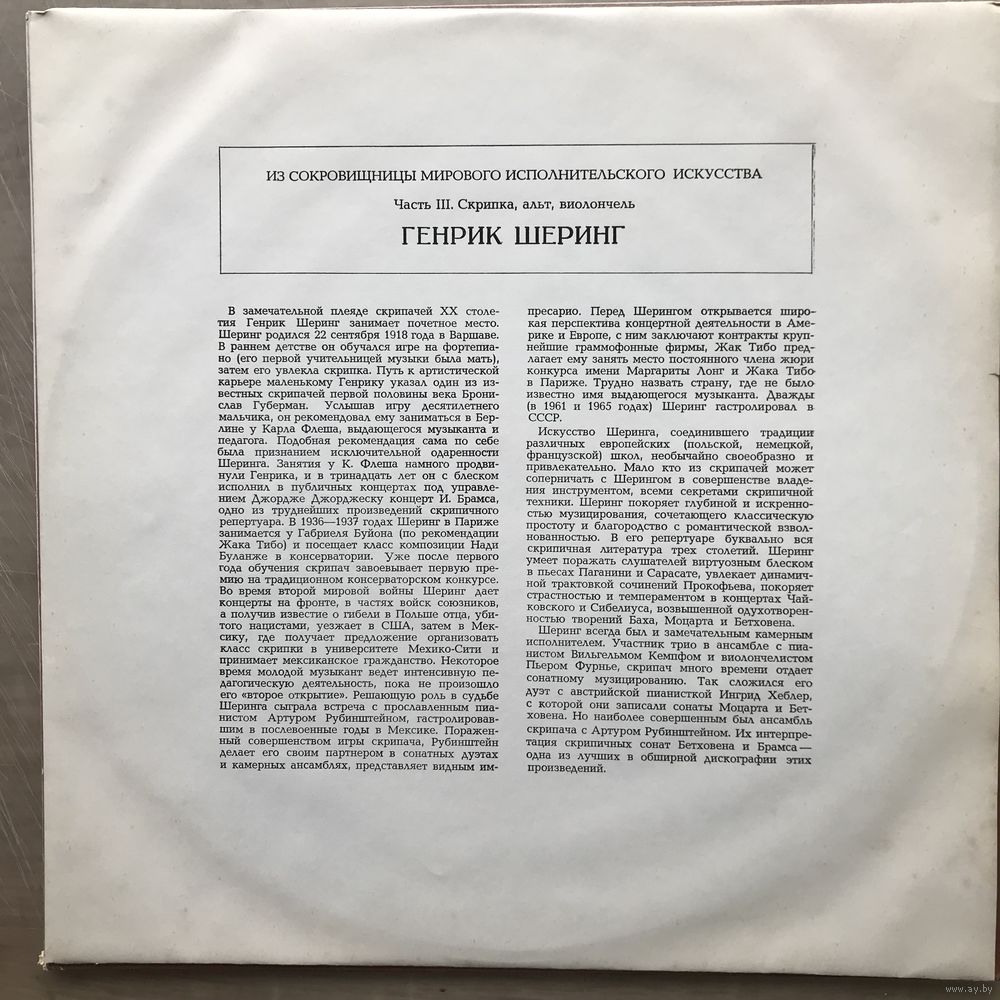 ИЗ СОКРОВИЩНИЦЫ МИРОВОГО ИСПОЛНИТЕЛЬСКОГО ИСКУССТВА
Часть III. Скрипка, альт, виолончель
ГЕНРИК ШЕРИНГ
В замечательной плеяде скрипачей XX столе-
тия Генрик Шеринг занимает почетное место.
Шеринг родился 22 сентября 1918 года в Варшаве.
В раннем детстве он обучался игре на фортепиа-
но (его первой учительницей музыки была мать),
затем его увлекла скрипка. Путь к артистической
карьере маленькому Генрику указал один из из-
вестных скрипачей первой половины века Брони-
слав Губерман. Услышав игру десятилетнего
мальчика, он рекомендовал ему заниматься в Бер-
лине у Карла Флеша, выдающегося музыканта и
педагога. Подобная рекомендация сама по себе
была признанием исключительной одаренности
Шеринга. Занятия у К. Флеша намного продви-
нули Генрика, и в тринадцать лет он с блеском
исполнил в публичных концертах под управле-
нием Джордже Джорджеску концерт И. Брамса,
одно из труднейших произведений скрипичного
репертуара. В 1936—1937 годах Шеринг в Париже
занимается у Габриеля Буйона (по рекомендации
Жака Тибо) и посещает класс композиции Нади
Буланже в консерватории. Уже после первого
года обучения скрипач завоевывает первую пре-
мию на традиционном консерваторском конкурсе.
Во время второй мировой войны Шеринг дает
концерты на фронте, в частях войск союзников,
а получив известие о гибели в Польше отца, уби-
того нацистами, уезжает в США, затем в Мек-
сику, где получает предложение организовать
класс скрипки в университете Мехико-Сити и
принимает мексиканское гражданство. Некоторое
время молодой музыкант ведет интенсивную пе-
дагогическую деятельность, пока не произошло
его «второе открытие». Решающую роль в судьбе
Шеринга сыграла встреча с прославленным пиа-
нистом Артуром Рубинштейном, гастролировав-
шим в послевоенные годы в Мексике. Поражен-
ный совершенством игры скрипача, Рубинштейн
делает его своим партнером в сонатных дуэтах
и камерных ансамблях, представляет видным им-
пресарио. Перед Шерингом открывается широ-
кая перспектива концертной деятельности в Аме-
рике и Европе, с ним заключают контракты круп-
нейшие граммофонные фирмы, Жак Тибо пред-
лагает ему занять место постоянного члена жюри
конкурса имени Маргариты Лонг и Жака Тибо
в Париже. Трудно назвать страну, где не было
известно имя выдающегося музыканта. Дважды
(в 1961 и 1965 годах) Шеринг гастролировал в
СССР.
Искусство Шеринга, соединившего традиции
различных европейских (польской, немецкой,
французской) школ, необычайно своеобразно и
привлекательно. Мало кто из скрипачей может
соперничать с Шерингом в совершенстве владе-
ния инструментом, всеми секретами скрипичной
техники. Шеринг покоряет глубиной и искренно-
стью музицирования, сочетающего классическую
простоту и благородство с романтической взвол-
нованностью. В его репертуаре буквально вся
скрипичная литература трех столетий. Шеринг
умеет поражать слушателей виртуозным блеском
в пьесах Паганини и Сарасате, увлекает динамич-
ной трактовкой сочинений Прокофьева, покоряет
страстностью и темпераментом в концертах Чай-
ковского и Сибелиуса, возвышенной одухотворен-
ностью творений Баха, Моцарта и Бетховена.
Шеринг всегда был и замечательным камерным
исполнителем. Участник трио в ансамбле с пиа-
нистом Вильгельмом Кемпфом и виолончелистом
Пьером Фурнье, скрипач много времени отдает
сонатному музицированию. Так сложился его
дуэт с австрийской пианисткой Ингрид Хеблер,
с которой они записали сонаты Моцарта и Бет-
ховена. Но наиболее совершенным был ансамбль
скрипача с Артуром Рубинштейном. Их интерпре-
тация скрипичных сонат Бетховена и Брамса—
одна из лучших в обширной дискографии этих
произведений.
www.ay.by